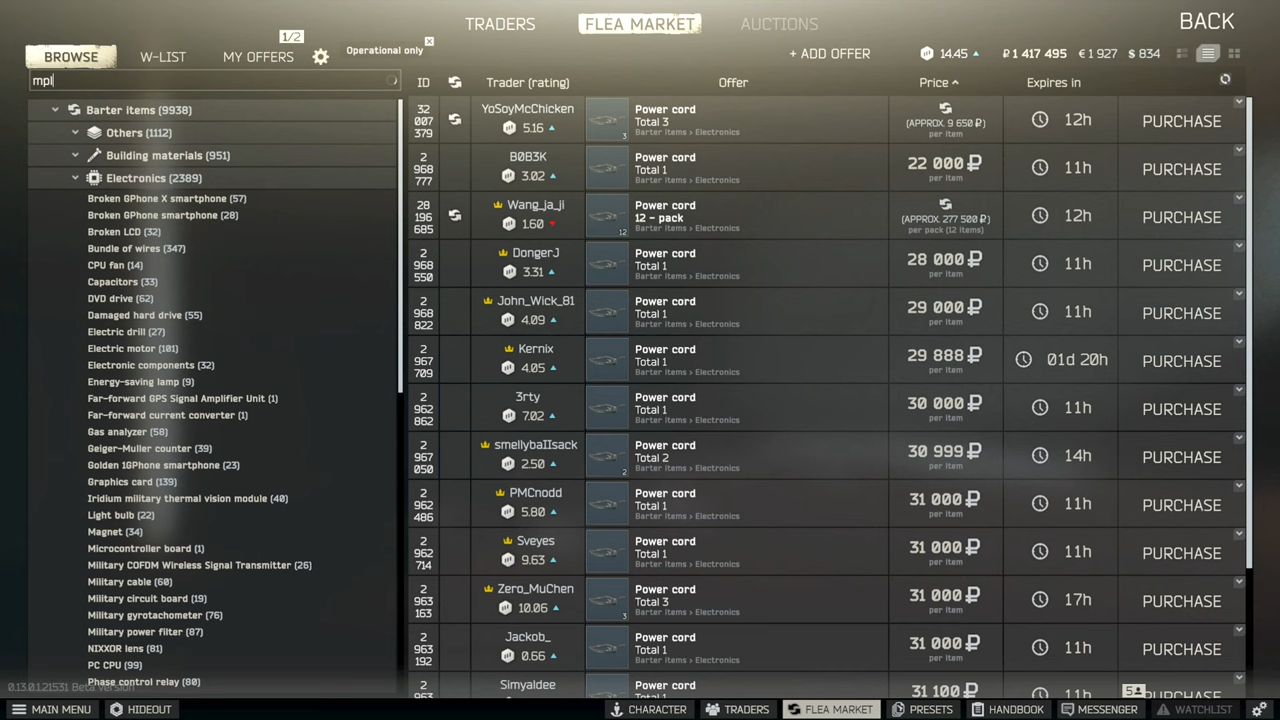 TRADERS FLEA MARKET AUCTIONS BACK
1/2
BROWSE W-LIST MY OFFERS Operational only + ADD OFFER 14.45 ₽ 1 417 495 € 1 927 $ 834
mpl
ID Trader (rating) Offer Price Expires in
Barter items (9938)
Others (1112)
Building materials (951)
Electronics (2389)
Broken GPhone X smartphone (57)
Broken GPhone smartphone (28)
Broken LCD (32)
Bundle of wires (347)
CPU fan (14)
Capacitors (33)
DVD drive (62)
Damaged hard drive (55)
Electric drill (27)
Electric motor (101)
Electronic components (32)
Energy-saving lamp (9)
Far-forward GPS Signal Amplifier Unit (1)
Far-forward current converter (1)
Gas analyzer (58)
Geiger-Muller counter (39)
Golden 1GPhone smartphone (23)
Graphics card (139)
Iridium military thermal vision module (40)
Light bulb (22)
Magnet (34)
Microcontroller board (1)
Military COFDM Wireless Signal Transmitter (26)
Military cable (60)
Military circuit board (19)
Military gyrotachometer (76)
Military power filter (87)
NIXXOR lens (81)
PC CPU (99)
Phase control relay (80)
32 007 379
YoSoyMcChicken
5.16
3
Power cord
Total 3
Barter items > Electronics
(APPROX. 9 650 ₽)
per item
12h
PURCHASE
2 968 777
B0B3K
3.02
Power cord
Total 1
Barter items > Electronics
22 000 ₽
per item
11h
PURCHASE
28 196 685
Wang_ja_ji
1.60
12
Power cord
12 - pack
Barter items > Electronics
(APPROX. 277 500 ₽)
per pack (12 items)
12h
PURCHASE
2 968 550
DongerJ
3.31
Power cord
Total 1
Barter items > Electronics
28 000 ₽
per item
11h
PURCHASE
2 968 822
John_Wick_81
4.09
Power cord
Total 1
Barter items > Electronics
29 000 ₽
per item
11h
PURCHASE
2 967 709
Kernix
4.05
Power cord
Total 1
Barter items > Electronics
29 888 ₽
per item
01d 20h
PURCHASE
2 962 862
3rty
7.02
Power cord
Total 1
Barter items > Electronics
30 000 ₽
per item
11h
PURCHASE
2 967 050
smellybaIIsack
2.50
2
Power cord
Total 2
Barter items > Electronics
30 999 ₽
per item
14h
PURCHASE
2 962 486
PMCnodd
5.80
Power cord
Total 1
Barter items > Electronics
31 000 ₽
per item
11h
PURCHASE
2 962 714
Sveyes
9.63
Power cord
Total 1
Barter items > Electronics
31 000 ₽
per item
11h
PURCHASE
2 963 163
Zero_MuChen
10.06
3
Power cord
Total 3
Barter items > Electronics
31 000 ₽
per item
17h
PURCHASE
2 963 192
Jackob_
0.66
Power cord
Total 1
Barter items > Electronics
31 000 ₽
per item
11h
PURCHASE
2 963
Simyaldee
Power cord
Total 1
31 100 ₽
11h
PURCHASE
0.13.0.1.21531 Beta version
5
MAIN MENU HIDEOUT CHARACTER TRADERS FLEA MARKET PRESETS HANDBOOK MESSENGER WATCHLIST